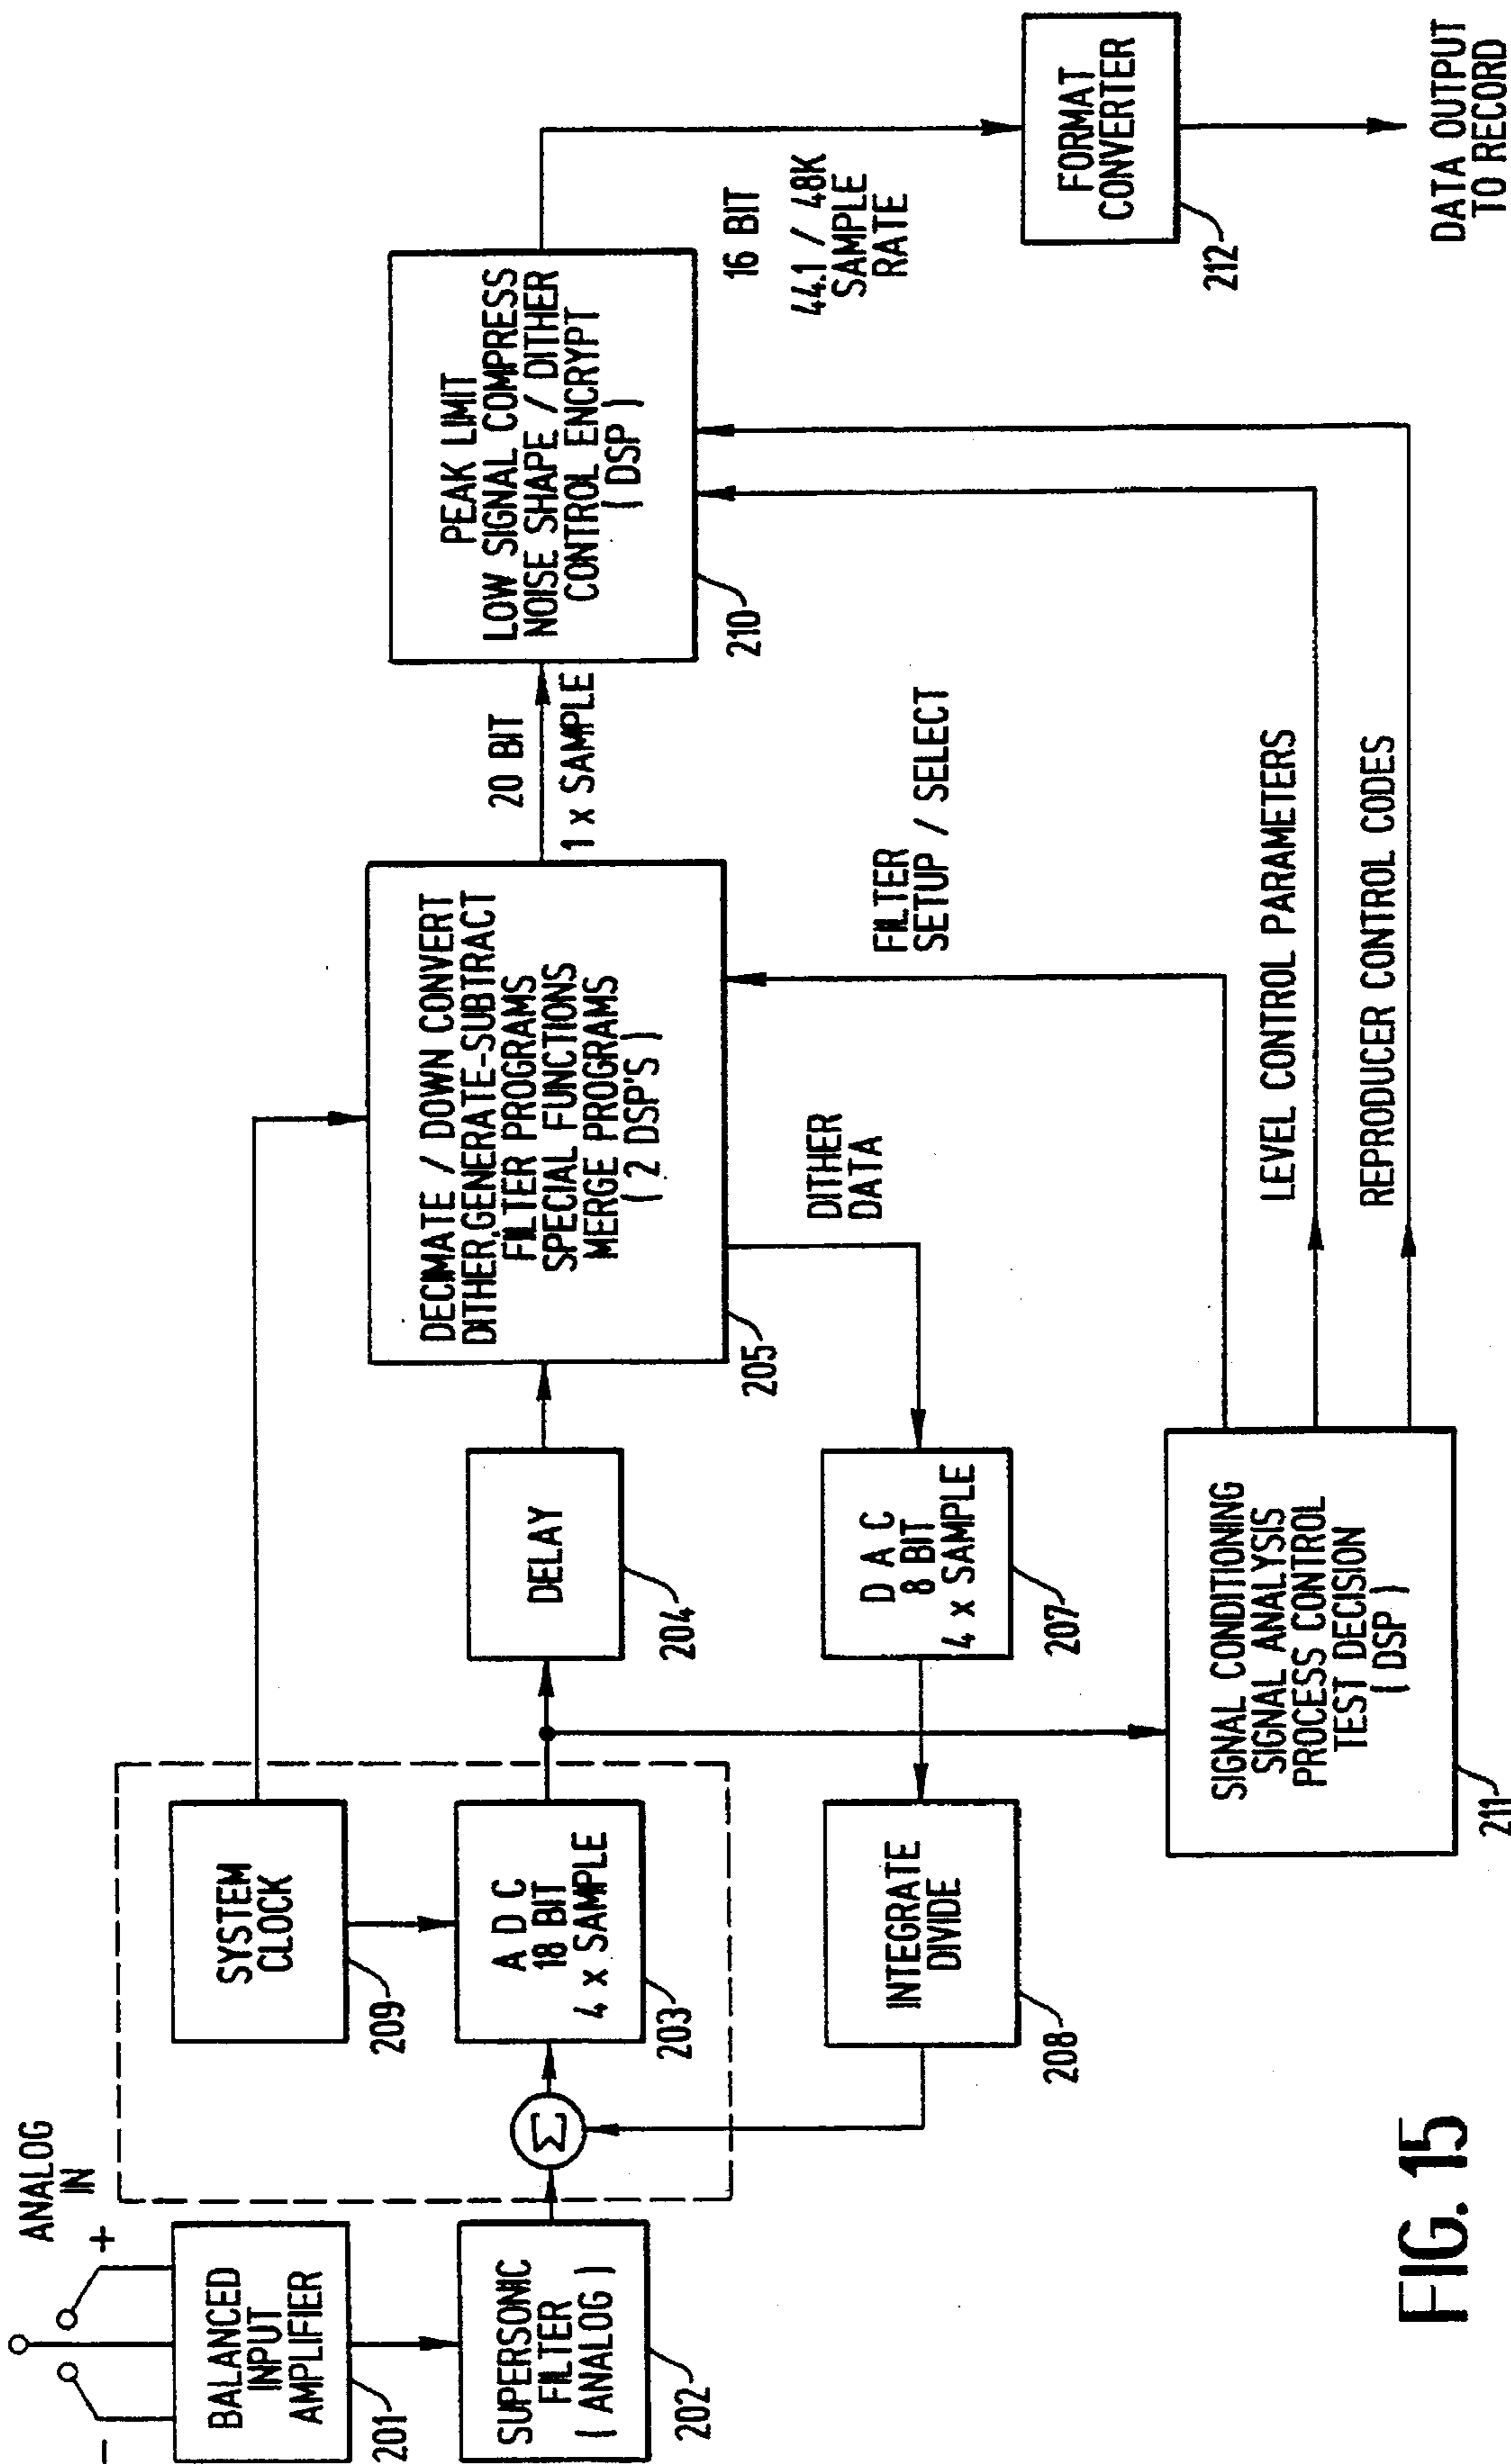 ANALOG
IN
+
−
BALANCED
INPUT
AMPLIFIER
201
SUPERSONIC
FILTER
( ANALOG )
202
SYSTEM
CLOCK
209
Σ
A D C
18 BIT
4 x SAMPLE
203
DELAY
204
INTEGRATE
DIVIDE
208
D A C
8 BIT
4 x SAMPLE
207
DECIMATE / DOWN CONVERT
DITHER,GENERATE-SUBTRACT
FILTER PROGRAMS
SPECIAL FUNCTIONS
MERGE PROGRAMS
( 2 DSP'S )
205
DITHER
DATA
20 BIT
1 x SAMPLE
FILTER
SETUP / SELECT
SIGNAL CONDITIONING
SIGNAL ANALYSIS
PROCESS CONTROL
TEST DECISION
( DSP )
211
LEVEL CONTROL PARAMETERS
REPRODUCER CONTROL CODES
PEAK LIMIT
LOW SIGNAL COMPRESS
NOISE SHAPE / DITHER
CONTROL ENCRYPT
( DSP )
210
16 BIT
44.1 / 48K
SAMPLE
RATE
FORMAT
CONVERTER
212
DATA OUTPUT
TO RECORD
FIG. 15